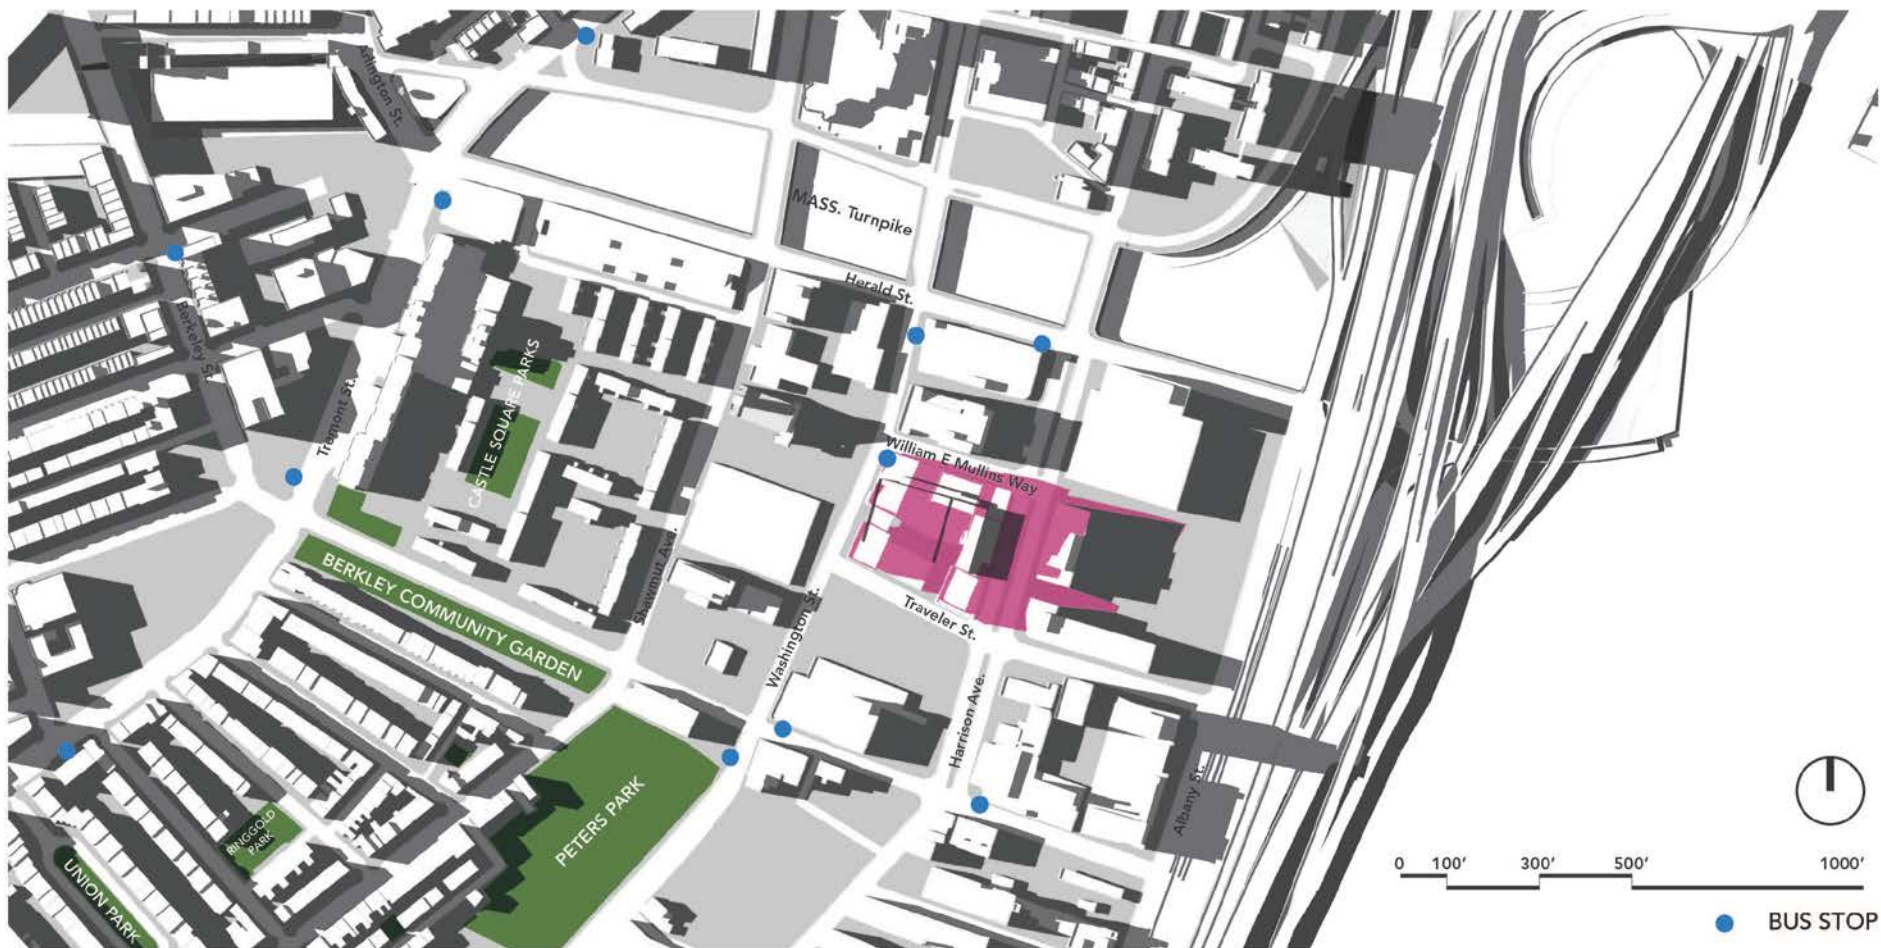 Arlington St.
MASS. Turnpike
Herald St.
Berkeley St.
Tremont St.
CASTLE SQUARE PARKS
William E Mullins Way
BERKLEY COMMUNITY GARDEN
Shawmut Ave.
Washington St.
Traveler St.
Harrison Ave.
Albany St.
PETERS PARK
RINGGOLD
PARK
UNION PARK
0 100' 300' 500' 1000'
BUS STOP